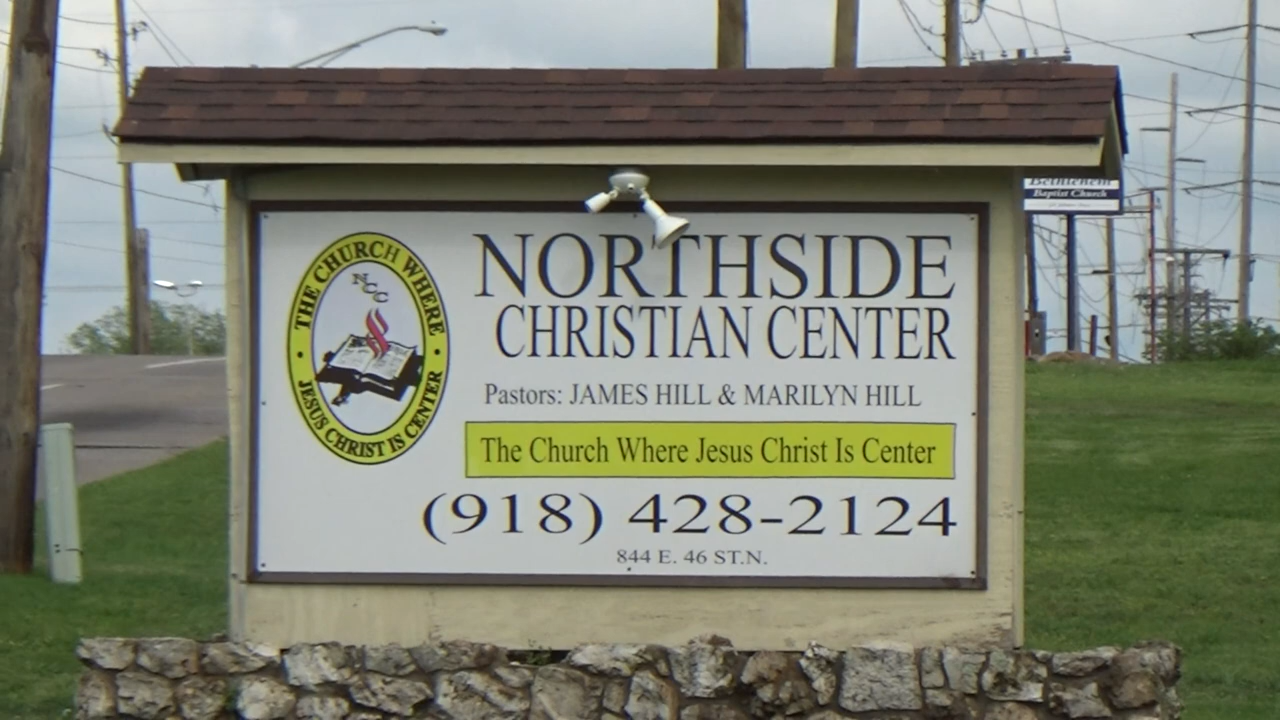 THE CHURCH WHERE
NCC
JESUS CHRIST IS CENTER
NORTHSIDE
CHRISTIAN CENTER
Pastors: JAMES HILL & MARILYN HILL
The Church Where Jesus Christ Is Center
(918) 428-2124
844 E. 46 ST.N.
Bethlehem
Baptist Church